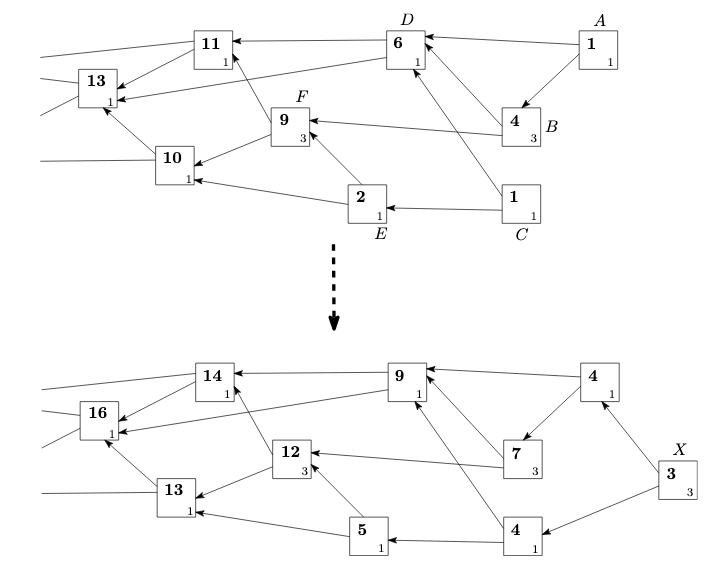 D A
11 1 6 1 1 1
13 1
F
9 3 4 3 B
10 1
2 1 1 1
E C
14 1 9 1 4 1
16 1
12 3 7 3 X
13 1 3 3
5 1 4 1